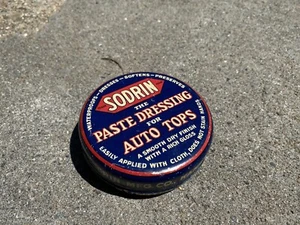 WATERPROOFS—DRESSES—SOFTENS—PRESERVES
SODRIN
THE
PASTE DRESSING
FOR
AUTO TOPS
A SMOOTH DRY FINISH
WITH A RICH GLOSS
EASILY APPLIED WITH CLOTH, DOES NOT STAIN HANDS